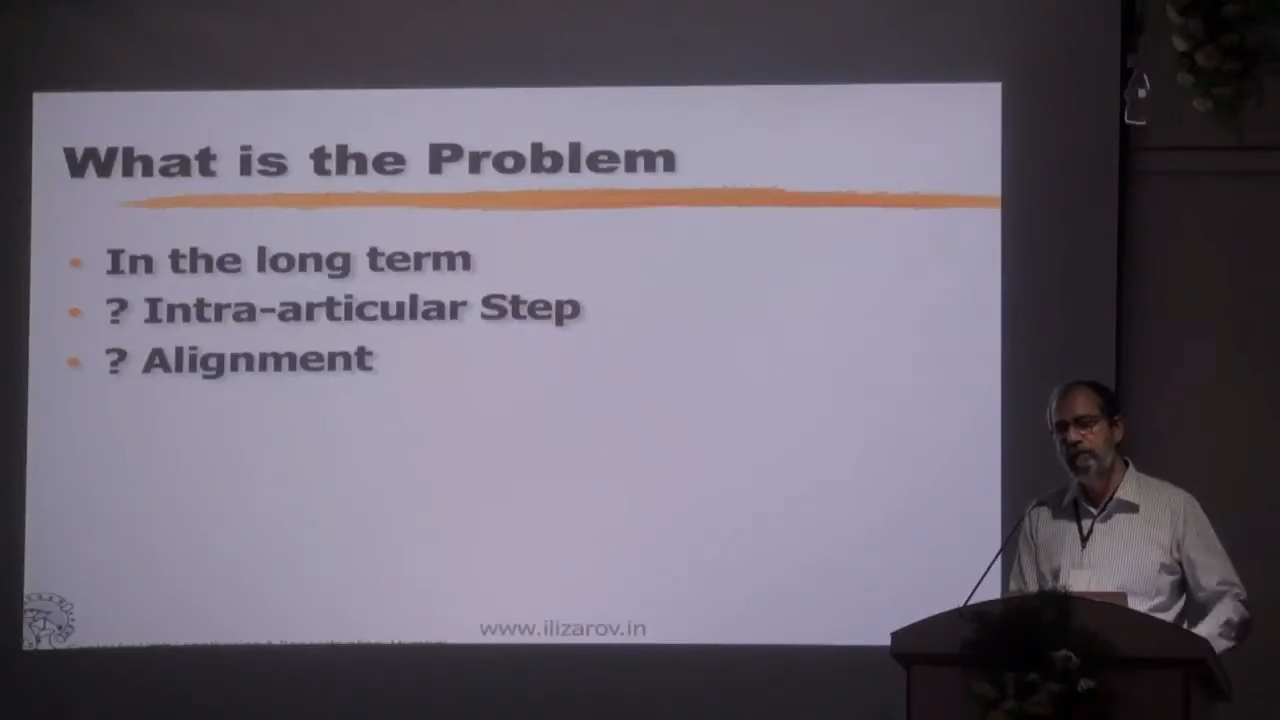 What is the Problem
• In the long term
• ? Intra-articular Step
• ? Alignment
www.ilizarov.in